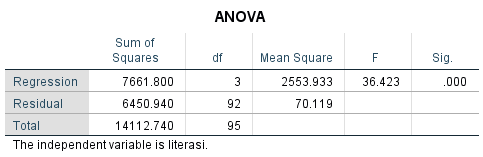 ANOVA
Sum of Squares df Mean Square F Sig.
Regression 7661.800 3 2553.933 36.423 .000
Residual 6450.940 92 70.119
Total 14112.740 95
The independent variable is literasi.